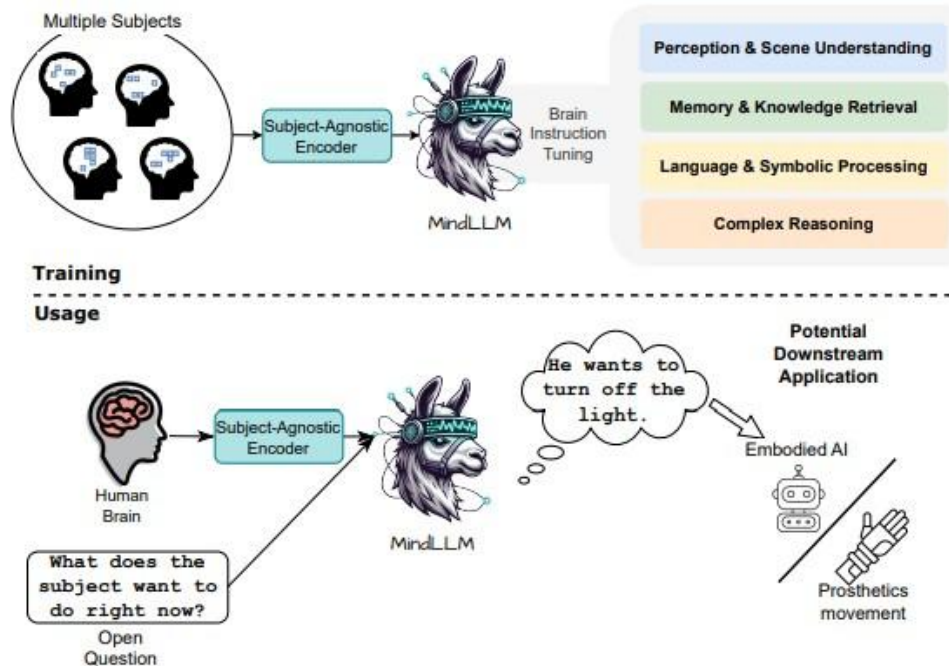 Multiple Subjects
Subject-Agnostic
Encoder
MindLLM
Brain
Instruction
Tuning
Perception & Scene Understanding
Memory & Knowledge Retrieval
Language & Symbolic Processing
Complex Reasoning
Training
Usage
Human
Brain
Subject-Agnostic
Encoder
What does the
subject want to
do right now?
Open
Question
MindLLM
He wants to
turn off the
light.
Potential
Downstream
Application
Embodied AI
Prosthetics
movement